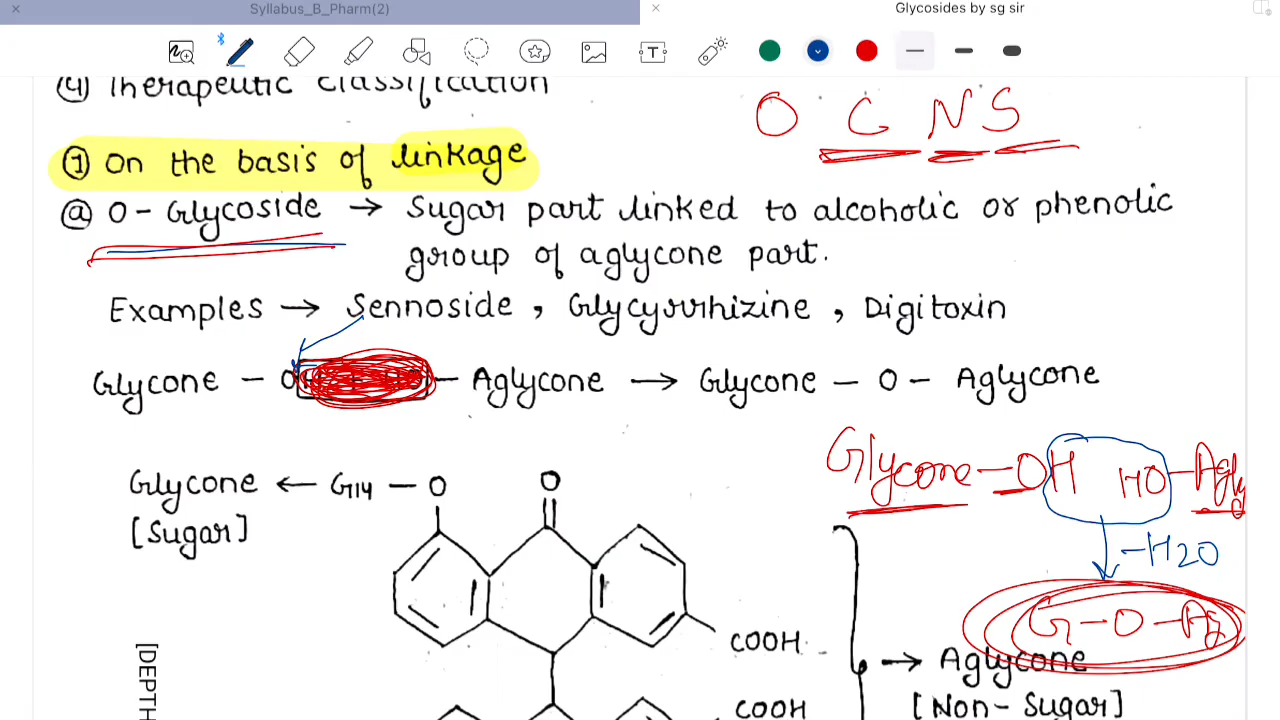 Syllabus_B_Pharm(2)
Glycosides by sg sir
④ Therapeutic Classification
O C N S
① On the basis of linkage
ⓐ O - Glycoside → Sugar part linked to alcoholic or phenolic
group of aglycone part.
Examples → Sennoside , Glycyrrhizine , Digitoxin
Glycone - O - Aglycone → Glycone - O - Aglycone
Glycone - OH HO - Agly
-H2O
G - O - Ag
Glycone ← Gly - O
O
[Sugar]
COOH
→ Aglycone
[Non - Sugar]
COOH
[DEPTH